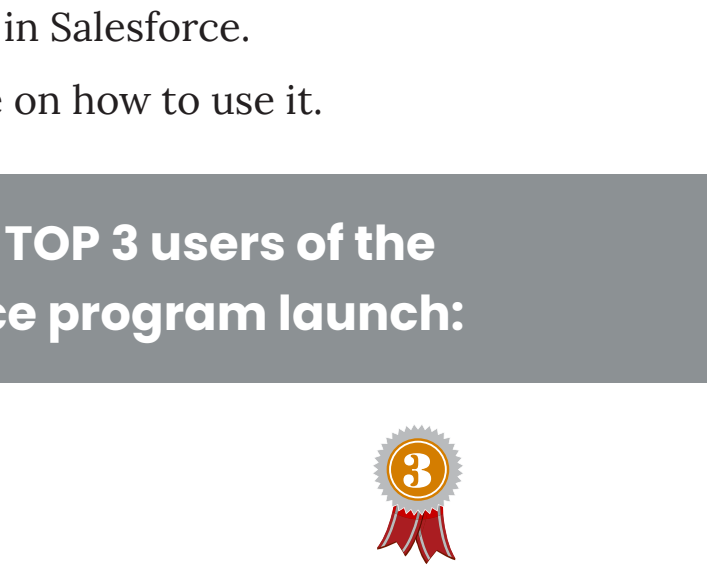 in Salesforce.
on how to use it.
TOP 3 users of the
ce program launch:
3